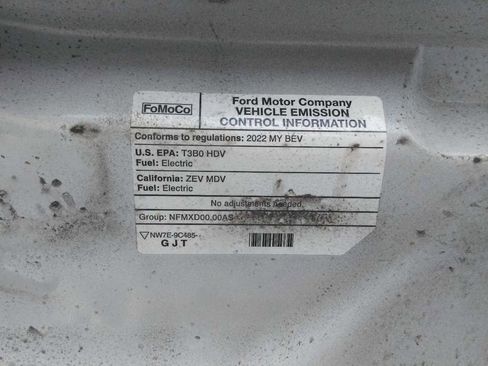 FoMoCo
Ford Motor Company
VEHICLE EMISSION
CONTROL INFORMATION
Conforms to regulations: 2022 MY BEV
U.S. EPA: T3B0 HDV
Fuel: Electric
California: ZEV MDV
Fuel: Electric
No adjustments needed.
Group: NFMXD00.00AS
NW7E-9C485-
GJT